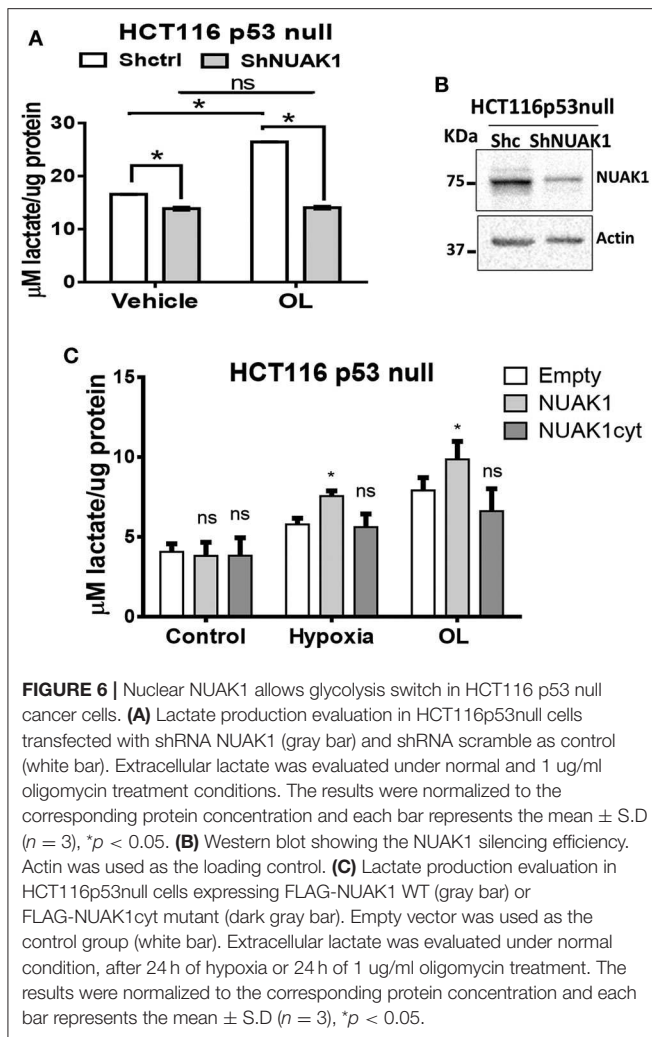 A
HCT116 p53 null
Shctrl ShNUAK1
ns
*
*
*
30
20
10
0
µM lactate/ug protein
Vehicle OL
B
HCT116p53null
KDa Shc ShNUAK1
75
NUAK1
37
Actin
C
HCT116 p53 null
Empty
NUAK1
NUAK1cyt
15
10
5
0
µM lactate/ug protein
ns ns
* ns
* ns
Control Hypoxia OL
FIGURE 6 | Nuclear NUAK1 allows glycolysis switch in HCT116 p53 null
cancer cells. (A) Lactate production evaluation in HCT116p53null cells
transfected with shRNA NUAK1 (gray bar) and shRNA scramble as control
(white bar). Extracellular lactate was evaluated under normal and 1 ug/ml
oligomycin treatment conditions. The results were normalized to the
corresponding protein concentration and each bar represents the mean ± S.D
(n = 3), *p < 0.05. (B) Western blot showing the NUAK1 silencing efficiency.
Actin was used as the loading control. (C) Lactate production evaluation in
HCT116p53null cells expressing FLAG-NUAK1 WT (gray bar) or
FLAG-NUAK1cyt mutant (dark gray bar). Empty vector was used as the
control group (white bar). Extracellular lactate was evaluated under normal
condition, after 24 h of hypoxia or 24 h of 1 ug/ml oligomycin treatment. The
results were normalized to the corresponding protein concentration and each
bar represents the mean ± S.D (n = 3), *p < 0.05.